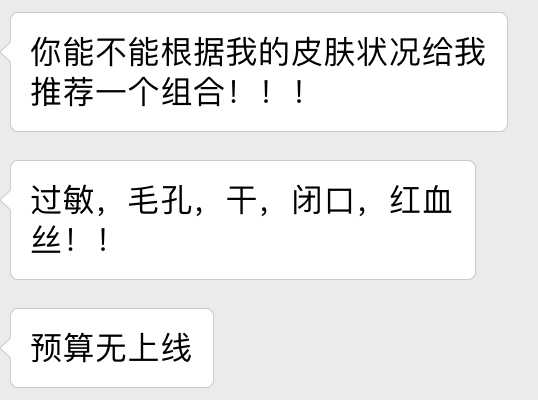 你能不能根据我的皮肤状况给我
推荐一个组合！！！
过敏，毛孔，干，闭口，红血
丝！！
预算无上线